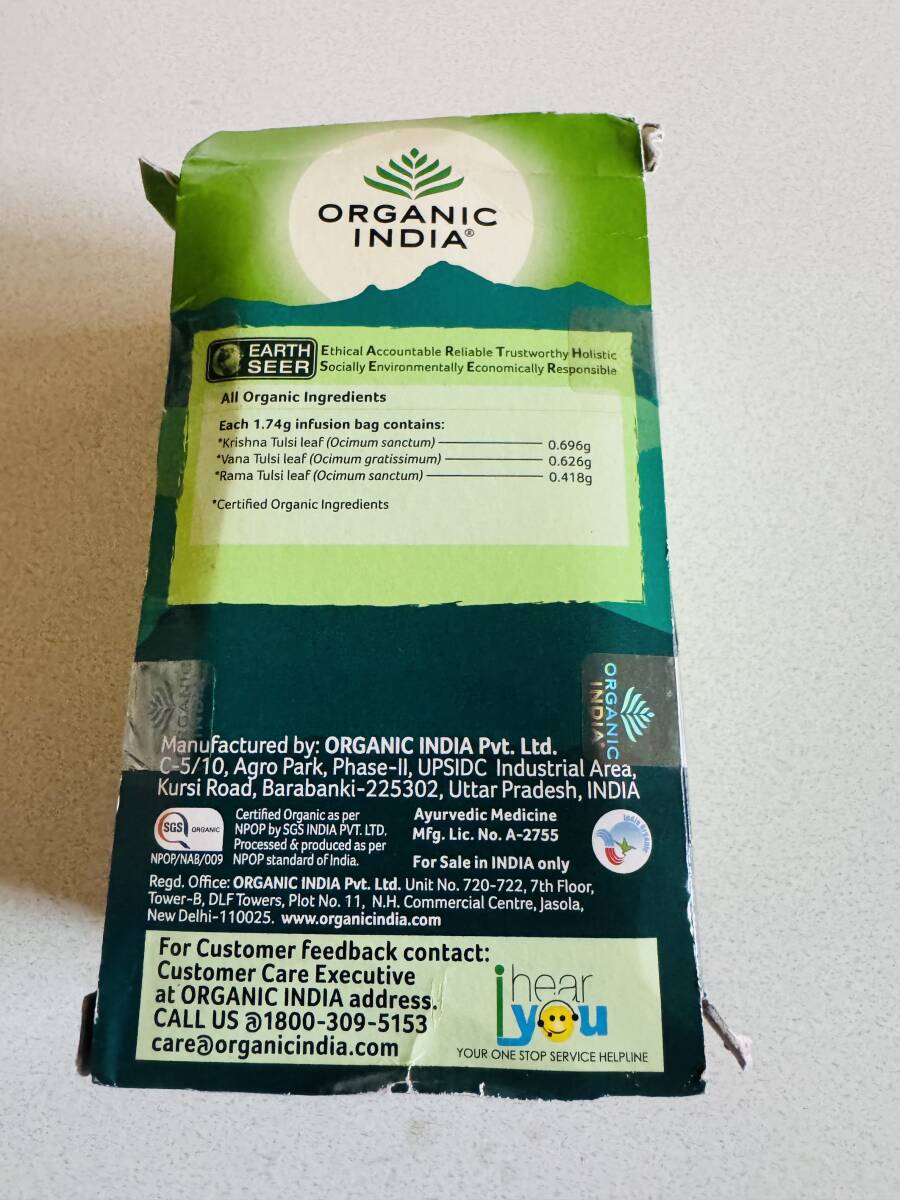 ORGANIC
INDIA®
EARTH
SEER
Ethical Accountable Reliable Trustworthy Holistic
Socially Environmentally Economically Responsible
All Organic Ingredients
Each 1.74g infusion bag contains:
*Krishna Tulsi leaf (Ocimum sanctum) 0.696g
*Vana Tulsi leaf (Ocimum gratissimum) 0.626g
*Rama Tulsi leaf (Ocimum sanctum) 0.418g
*Certified Organic Ingredients
ORGANIC
INDIA
Manufactured by: ORGANIC INDIA Pvt. Ltd.
C-5/10, Agro Park, Phase-II, UPSIDC Industrial Area,
Kursi Road, Barabanki-225302, Uttar Pradesh, INDIA
SGS ORGANIC
NPOP/NAB/009
Certified Organic as per
NPOP by SGS INDIA PVT. LTD.
Processed & produced as per
NPOP standard of India.
Ayurvedic Medicine
Mfg. Lic. No. A-2755
For Sale in INDIA only
India Organic
Regd. Office: ORGANIC INDIA Pvt. Ltd. Unit No. 720-722, 7th Floor,
Tower-B, DLF Towers, Plot No. 11, N.H. Commercial Centre, Jasola,
New Delhi-110025. www.organicindia.com
For Customer feedback contact:
Customer Care Executive
at ORGANIC INDIA address.
CALL US @1800-309-5153
care@organicindia.com
i hear
you
YOUR ONE STOP SERVICE HELPLINE